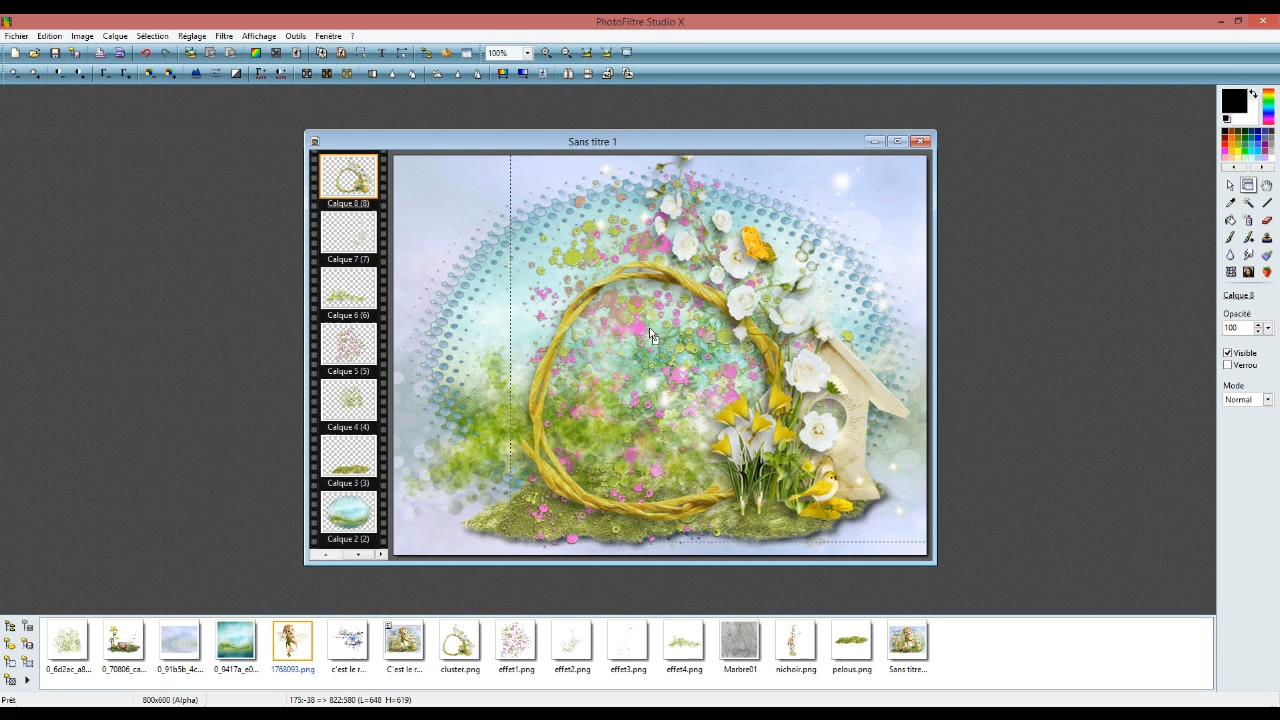 PhotoFiltre Studio X
Fichier Edition Image Calque Sélection Réglage Filtre Affichage Outils Fenêtre ?
100%
Sans titre 1
Calque 8 (8)
Calque 7 (7)
Calque 6 (6)
Calque 5 (5)
Calque 4 (4)
Calque 3 (3)
Calque 2 (2)
Calque 8
Opacité
100
Visible
Verrou
Mode
Normal
0_6d2ac_a8... 0_70806_ca... 0_91b5b_4c... 0_9417a_e0... 1768093.png c'est le r... C'est le r... cluster.png effet1.png effet2.png effet3.png effet4.png Marbre01 nichoir.png pelous.png Sans titre...
Prêt 800x600 (Alpha) 175;-38 => 822;580 (L=648 H=619)